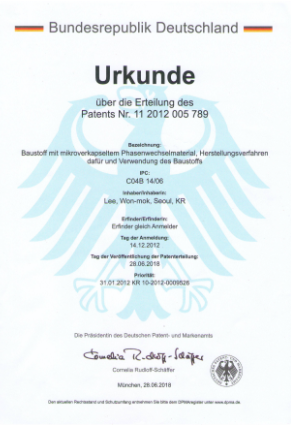 Bundesrepublik Deutschland
Urkunde
über die Erteilung des
Patents Nr. 11 2012 005 789
Bezeichnung:
Baustoff mit mikroverkapseltem Phasenwechselmaterial, Herstellungsverfahren
dafür und Verwendung des Baustoffs
IPC:
C04B 14/06
Inhaber/Inhaberin:
Lee, Won-mok, Seoul, KR
Erfinder/Erfinderin:
Erfinder gleich Anmelder
Tag der Anmeldung:
14.12.2012
Tag der Veröffentlichung der Patenterteilung:
28.06.2018
Priorität:
31.01.2012 KR 10-2012-0009826
Die Präsidentin des Deutschen Patent- und Markenamts
Cornelia Rudloff-Schäffer
Cornelia Rudloff-Schäffer
München, 28.06.2018
Den aktuellen Rechtsstand und Schutzumfang entnehmen Sie bitte dem DPMAregister unter www.dpma.de.